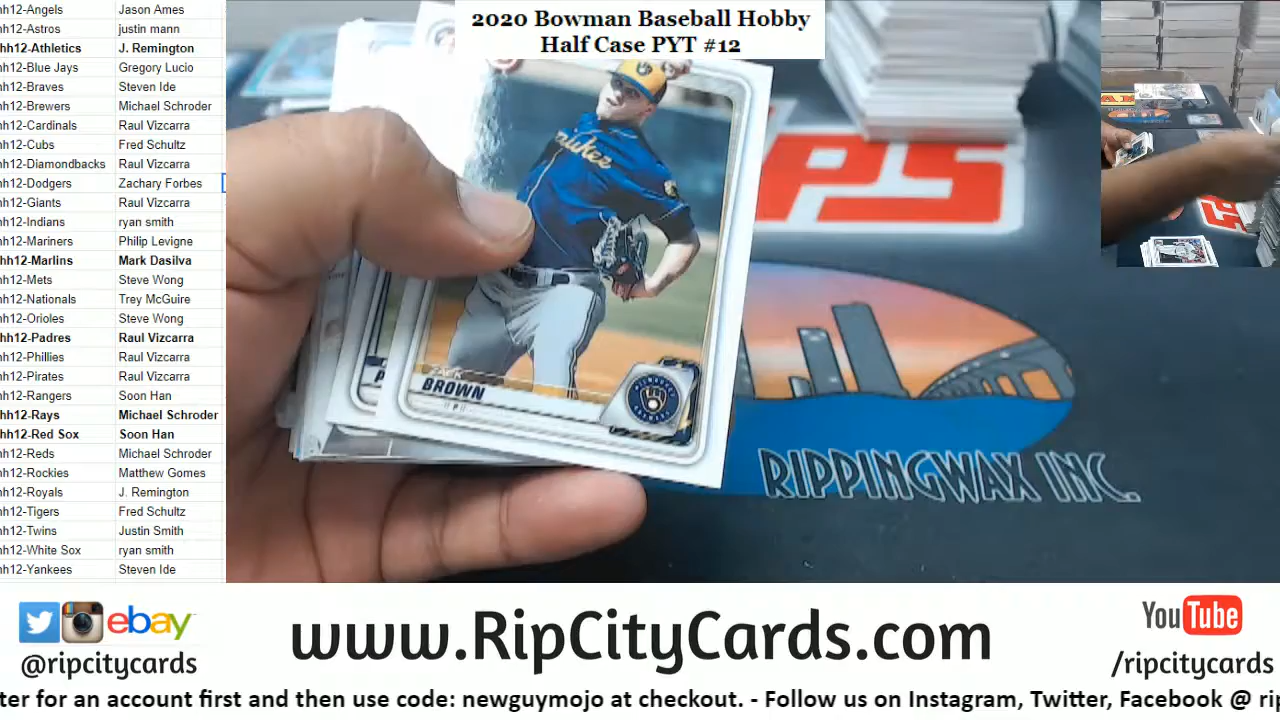 2020 Bowman Baseball Hobby
Half Case PYT #12
hh12-Angels Jason Ames
hh12-Astros justin mann
hh12-Athletics J. Remington
hh12-Blue Jays Gregory Lucio
hh12-Braves Steven Ide
hh12-Brewers Michael Schroder
hh12-Cardinals Raul Vizcarra
hh12-Cubs Fred Schultz
hh12-Diamondbacks Raul Vizcarra
hh12-Dodgers Zachary Forbes
hh12-Giants Raul Vizcarra
hh12-Indians ryan smith
hh12-Mariners Philip Levigne
hh12-Marlins Mark Dasilva
hh12-Mets Steve Wong
hh12-Nationals Trey McGuire
hh12-Orioles Steve Wong
hh12-Padres Raul Vizcarra
hh12-Phillies Raul Vizcarra
hh12-Pirates Raul Vizcarra
hh12-Rangers Soon Han
hh12-Rays Michael Schroder
hh12-Red Sox Soon Han
hh12-Reds Michael Schroder
hh12-Rockies Matthew Gomes
hh12-Royals J. Remington
hh12-Tigers Fred Schultz
hh12-Twins Justin Smith
hh12-White Sox ryan smith
hh12-Yankees Steven Ide
BROWN
PS
RIPPINGWAX INC.
ebay
@ripcitycards
www.RipCityCards.com
YouTube
/ripcitycards
ter for an account first and then use code: newguymojo at checkout. - Follow us on Instagram, Twitter, Facebook @ rip